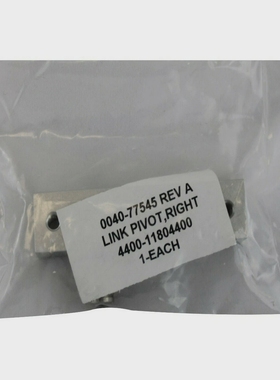 0040-77545 REV A
LINK PIVOT,RIGHT
4400-11804400
1-EACH